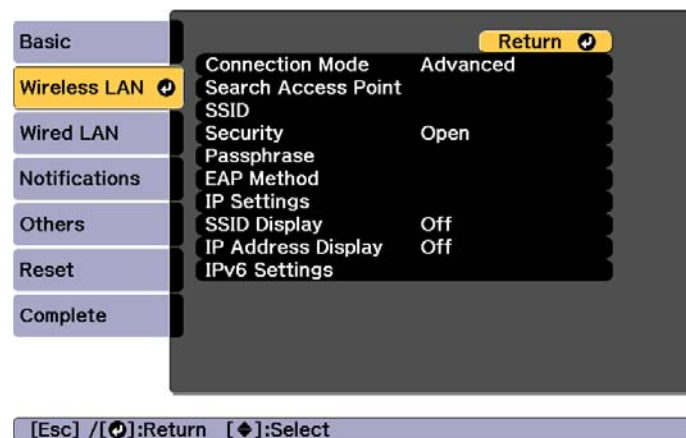 Basic
Wireless LAN
Wired LAN
Notifications
Others
Reset
Complete
Return
Connection Mode Advanced
Search Access Point
SSID
Security Open
Passphrase
EAP Method
IP Settings
SSID Display Off
IP Address Display Off
IPv6 Settings
[Esc] /[⏎]:Return [◆]:Select